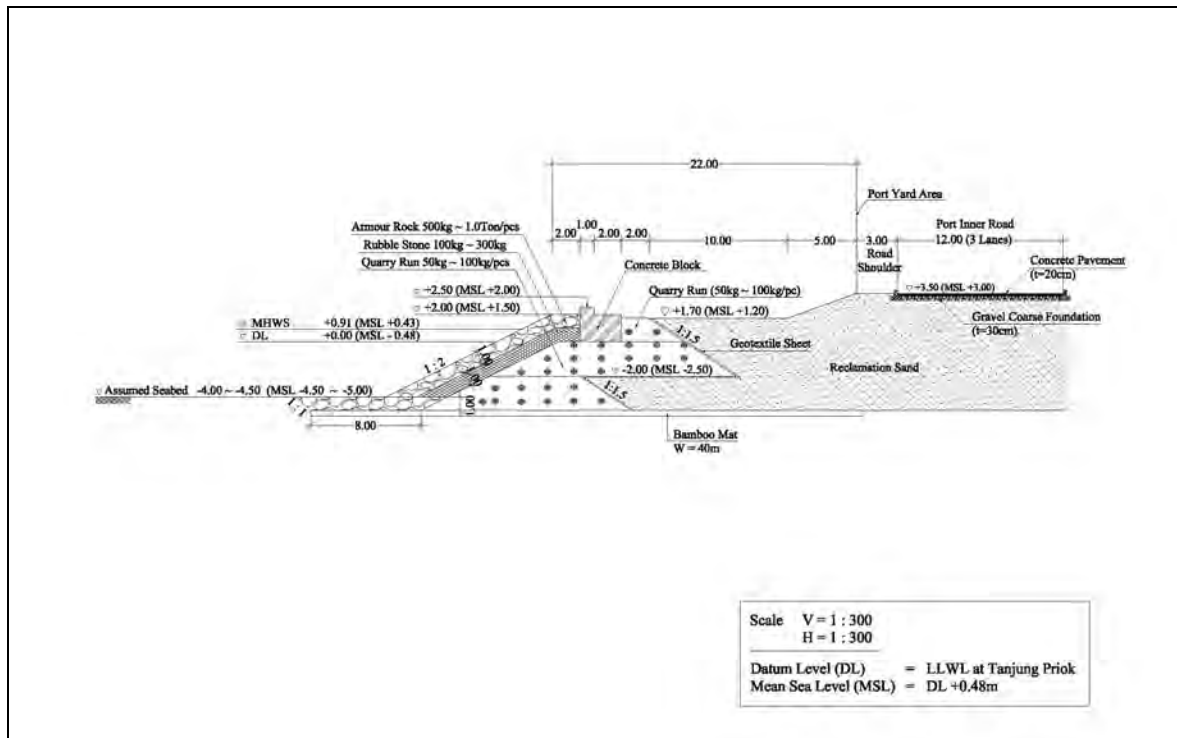 22.00
Port Yard Area
1.00
2.00 2.00 2.00 10.00 5.00 3.00
Road
Shoulder
Port Inner Road
12.00 (3 Lanes)
Armour Rock 500kg ~ 1.0Ton/pcs
Rubble Stone 100kg ~ 300kg
Quarry Run 50kg ~ 100kg/pcs
Concrete Block
Concrete Pavement
(t=20cm)
+2.50 (MSL +2.00)
+2.00 (MSL +1.50)
Quarry Run (50kg ~ 100kg/pc)
+1.70 (MSL +1.20)
+3.50 (MSL +3.00)
Gravel Coarse Foundation
(t=30cm)
MHWS +0.91 (MSL +0.43)
DL +0.00 (MSL - 0.48)
1:1.5
Geotextile Sheet
1:2
1.00
1.00
-2.00 (MSL -2.50)
Reclamation Sand
Assumed Seabed -4.00 ~ -4.50 (MSL -4.50 ~ -5.00)
1:1.5
1:1
1.00
8.00
Bamboo Mat
W = 40m
Scale V = 1 : 300
H = 1 : 300
Datum Level (DL) = LLWL at Tanjung Priok
Mean Sea Level (MSL) = DL +0.48m